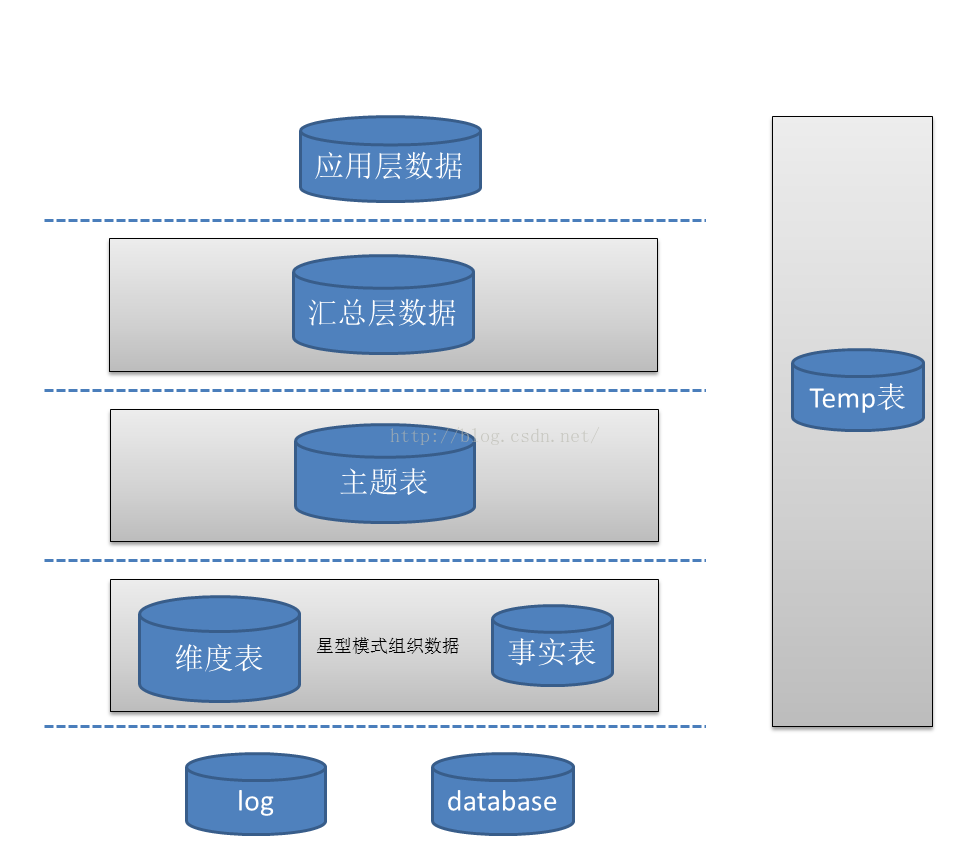 应用层数据
汇总层数据
Temp表
http://blog.csdn.net/
主题表
维度表
星型模式组织数据
事实表
log
database